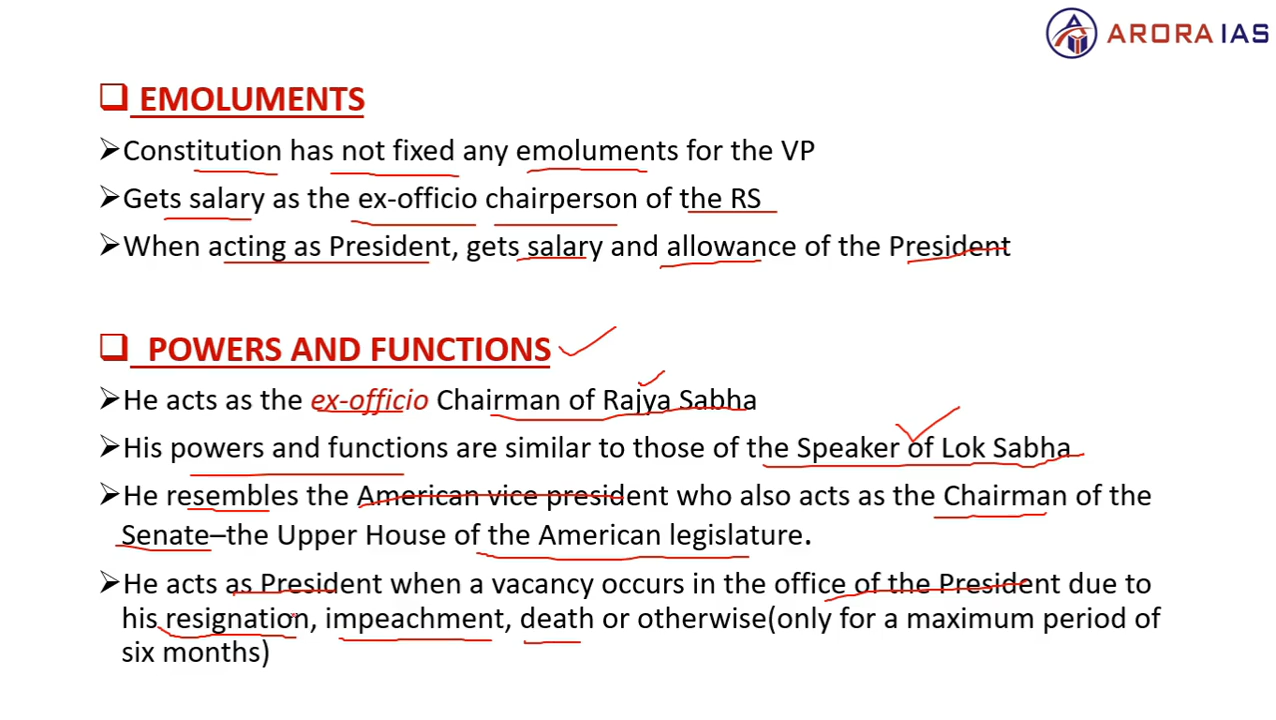 ARORA IAS
EMOLUMENTS
➢Constitution has not fixed any emoluments for the VP
➢Gets salary as the ex-officio chairperson of the RS
➢When acting as President, gets salary and allowance of the President
POWERS AND FUNCTIONS
➢He acts as the ex-officio Chairman of Rajya Sabha
➢His powers and functions are similar to those of the Speaker of Lok Sabha
➢He resembles the American vice president who also acts as the Chairman of the
Senate–the Upper House of the American legislature.
➢He acts as President when a vacancy occurs in the office of the President due to
his resignation, impeachment, death or otherwise(only for a maximum period of
six months)